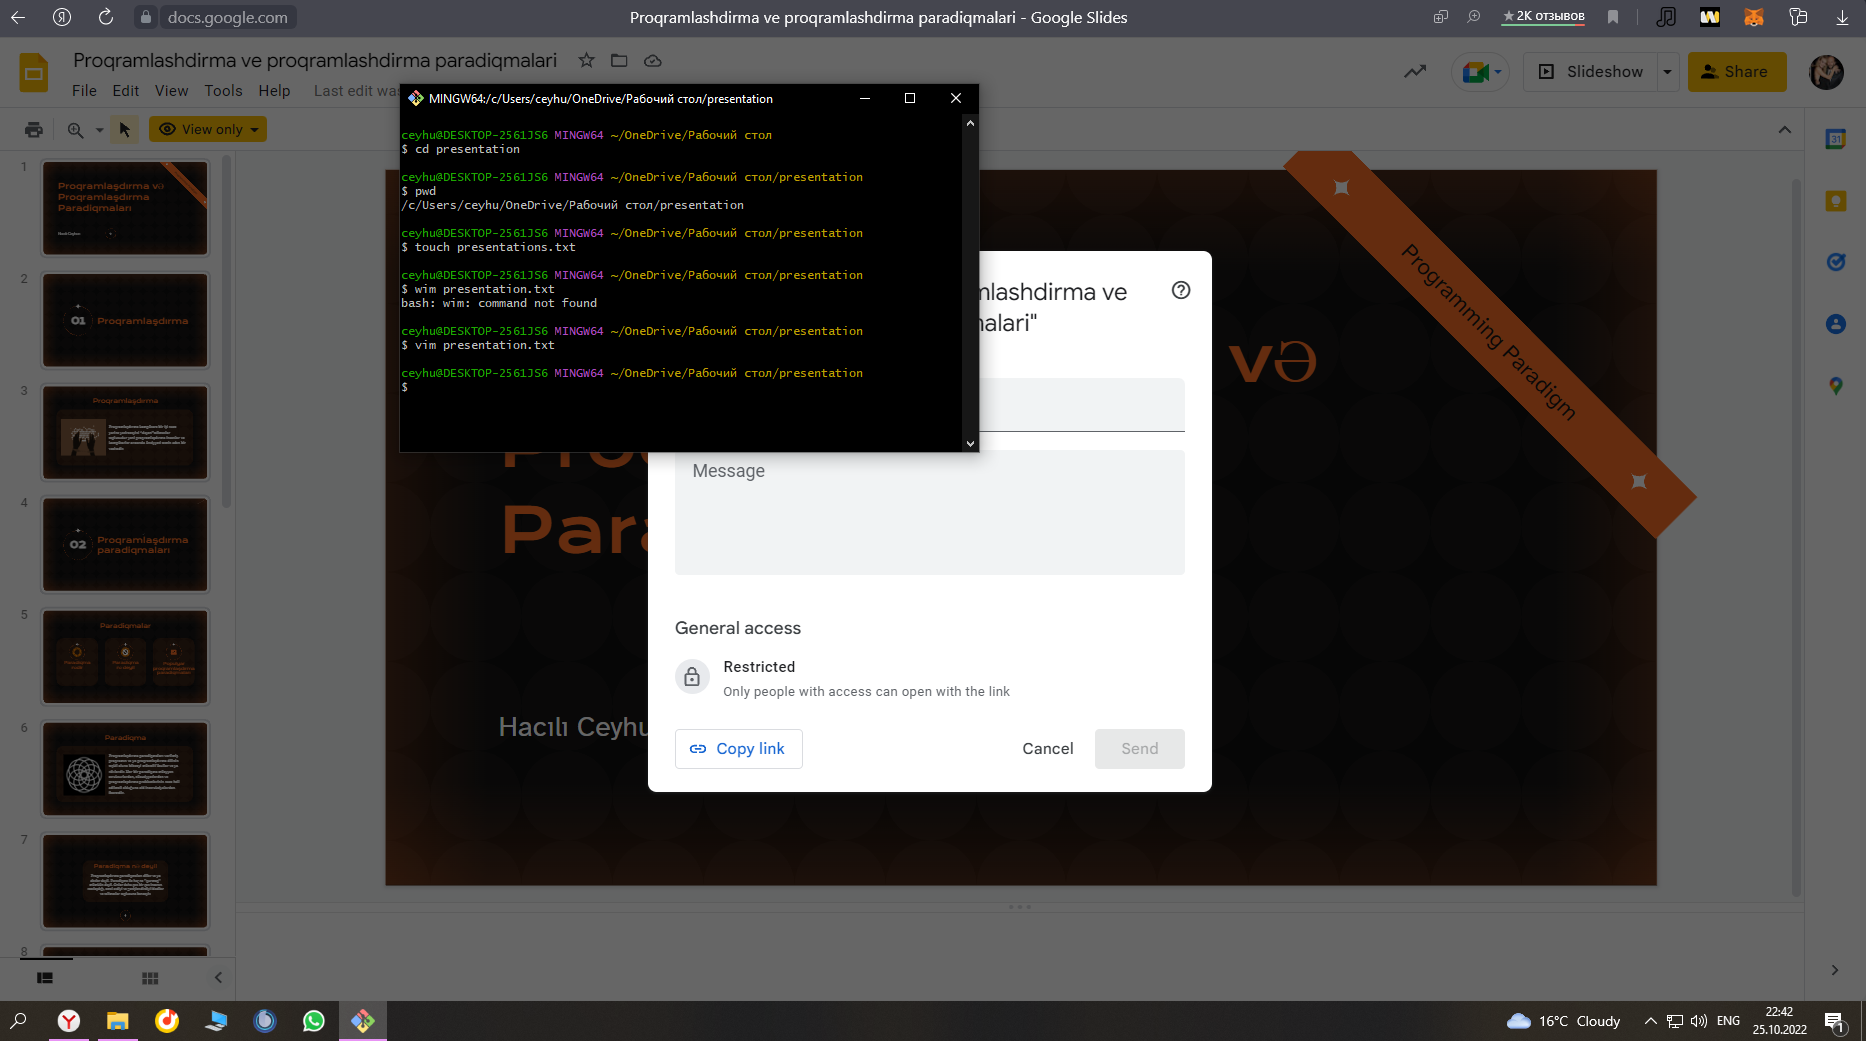 docs.google.com
Proqramlashdirma ve proqramlashdirma paradiqmalari - Google Slides
★2К отзывов
Proqramlashdirma ve proqramlashdirma paradiqmalari
File Edit View Tools Help Last edit was
Slideshow
Share
View only
MINGW64:/c/Users/ceyhu/OneDrive/Рабочий стол/presentation
ceyhu@DESKTOP-2561JS6 MINGW64 ~/OneDrive/Рабочий стол
$ cd presentation
ceyhu@DESKTOP-2561JS6 MINGW64 ~/OneDrive/Рабочий стол/presentation
$ pwd
/c/Users/ceyhu/OneDrive/Рабочий стол/presentation
ceyhu@DESKTOP-2561JS6 MINGW64 ~/OneDrive/Рабочий стол/presentation
$ touch presentations.txt
ceyhu@DESKTOP-2561JS6 MINGW64 ~/OneDrive/Рабочий стол/presentation
$ wim presentation.txt
bash: wim: command not found
ceyhu@DESKTOP-2561JS6 MINGW64 ~/OneDrive/Рабочий стол/presentation
$ vim presentation.txt
ceyhu@DESKTOP-2561JS6 MINGW64 ~/OneDrive/Рабочий стол/presentation
$
1
Proqramlaşdırma və
Proqramlaşdırma
Paradiqmaları
2
01 Proqramlaşdırma
3
Proqramlaşdırma
4
02 Proqramlaşdırma
paradiqmaları
5
Paradiqmalar
6
Paradiqma
7
Paradiqma nə deyil
8
mlashdirma ve
malari"
Message
General access
Restricted
Only people with access can open with the link
Copy link
Cancel
Send
və
Para
Hacılı Ceyhu
Programming Paradigm
31
16°C Cloudy
ENG
22:42
25.10.2022
1